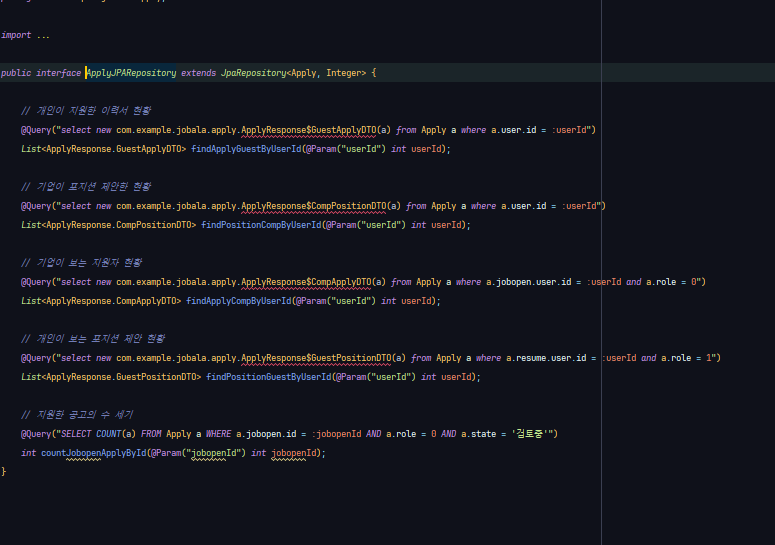 import ...
public interface ApplyJPARepository extends JpaRepository<Apply, Integer> {
// 개인이 지원한 이력서 현황
@Query("select new com.example.jobala.apply.ApplyResponse$GuestApplyDTO(a) from Apply a where a.user.id = :userId")
List<ApplyResponse.GuestApplyDTO> findApplyGuestByUserId(@Param("userId") int userId);
// 기업이 포지션 제안한 현황
@Query("select new com.example.jobala.apply.ApplyResponse$CompPositionDTO(a) from Apply a where a.user.id = :userId")
List<ApplyResponse.CompPositionDTO> findPositionCompByUserId(@Param("userId") int userId);
// 기업이 보는 지원자 현황
@Query("select new com.example.jobala.apply.ApplyResponse$CompApplyDTO(a) from Apply a where a.jobopen.user.id = :userId and a.role = 0")
List<ApplyResponse.CompApplyDTO> findApplyCompByUserId(@Param("userId") int userId);
// 개인이 보는 포지션 제안 현황
@Query("select new com.example.jobala.apply.ApplyResponse$GuestPositionDTO(a) from Apply a where a.resume.user.id = :userId and a.role = 1")
List<ApplyResponse.GuestPositionDTO> findPositionGuestByUserId(@Param("userId") int userId);
// 지원한 공고의 수 세기
@Query("SELECT COUNT(a) FROM Apply a WHERE a.jobopen.id = :jobopenId AND a.role = 0 AND a.state = '검토중'")
int countJobopenApplyById(@Param("jobopenId") int jobopenId);
}